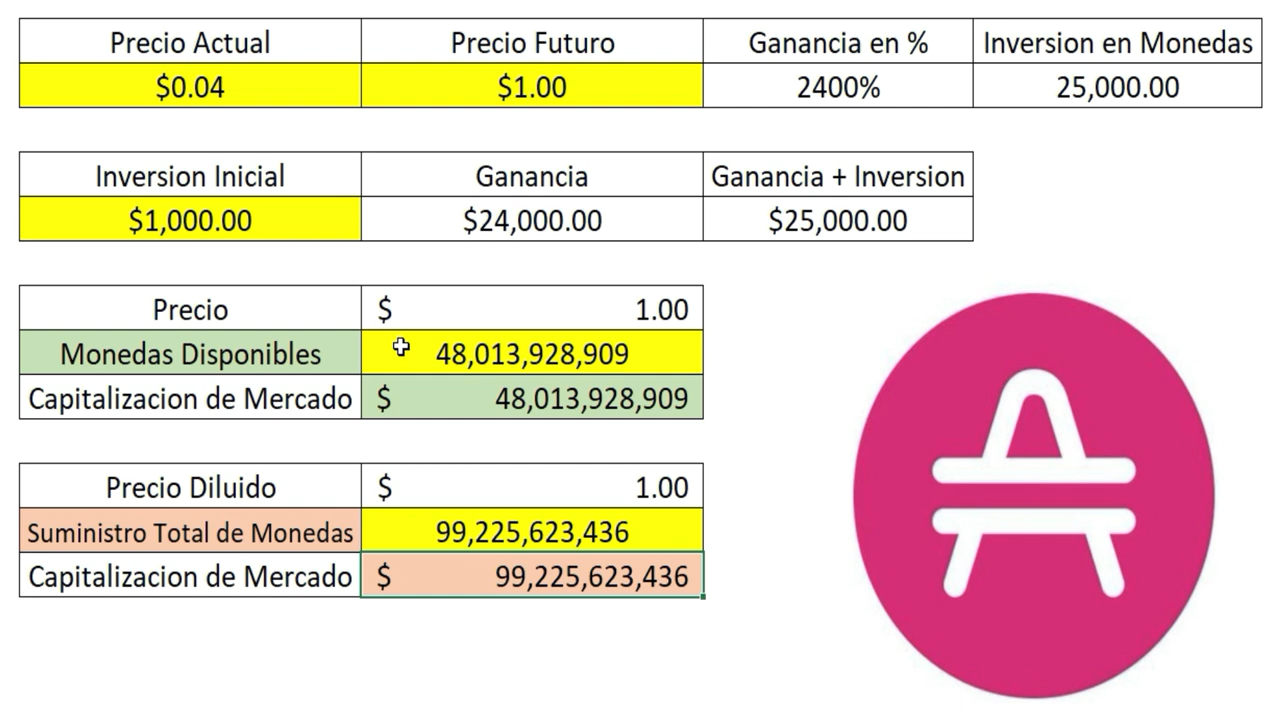 Precio Actual Precio Futuro Ganancia en % Inversion en Monedas
$0.04 $1.00 2400% 25,000.00
Inversion Inicial Ganancia Ganancia + Inversion
$1,000.00 $24,000.00 $25,000.00
Precio $ 1.00
Monedas Disponibles 48,013,928,909
Capitalizacion de Mercado $ 48,013,928,909
Precio Diluido $ 1.00
Suministro Total de Monedas 99,225,623,436
Capitalizacion de Mercado $ 99,225,623,436